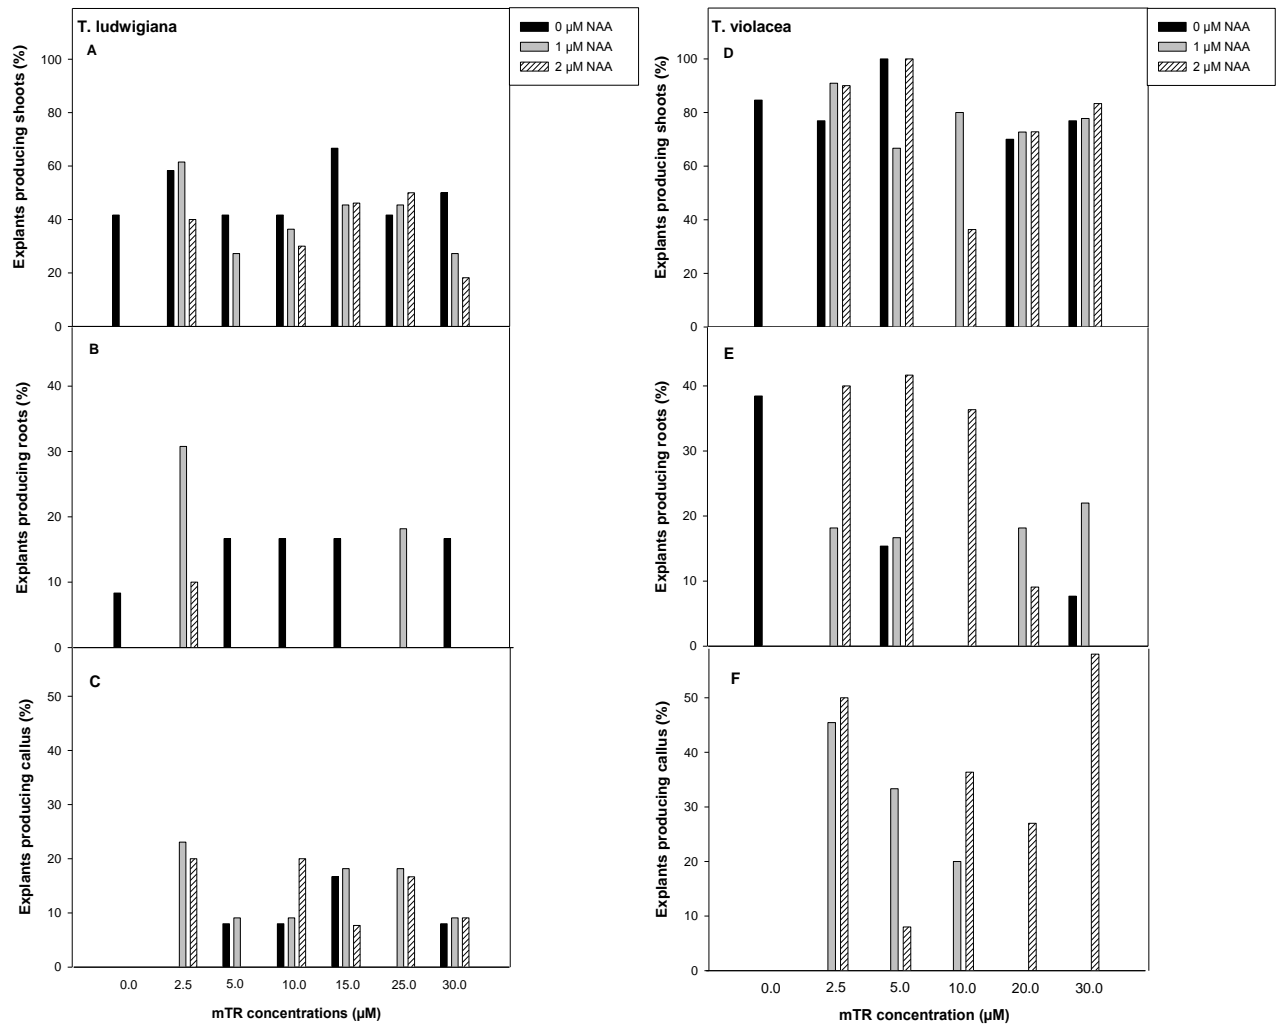 T. ludwigiana
0 µM NAA
1 µM NAA
2 µM NAA
A
Explants producing shoots (%)
100
80
60
40
20
0
B
Explants producing roots (%)
40
30
20
10
0
C
Explants producing callus (%)
50
40
30
20
10
0
0.0 2.5 5.0 10.0 15.0 25.0 30.0
mTR concentrations (µM)
T. violacea
0 µM NAA
1 µM NAA
2 µM NAA
D
Explants producing shoots (%)
100
80
60
40
20
0
E
Explants producing roots (%)
40
30
20
10
0
F
Explants producing callus (%)
50
40
30
20
10
0
0.0 2.5 5.0 10.0 20.0 30.0
mTR concentration (µM)